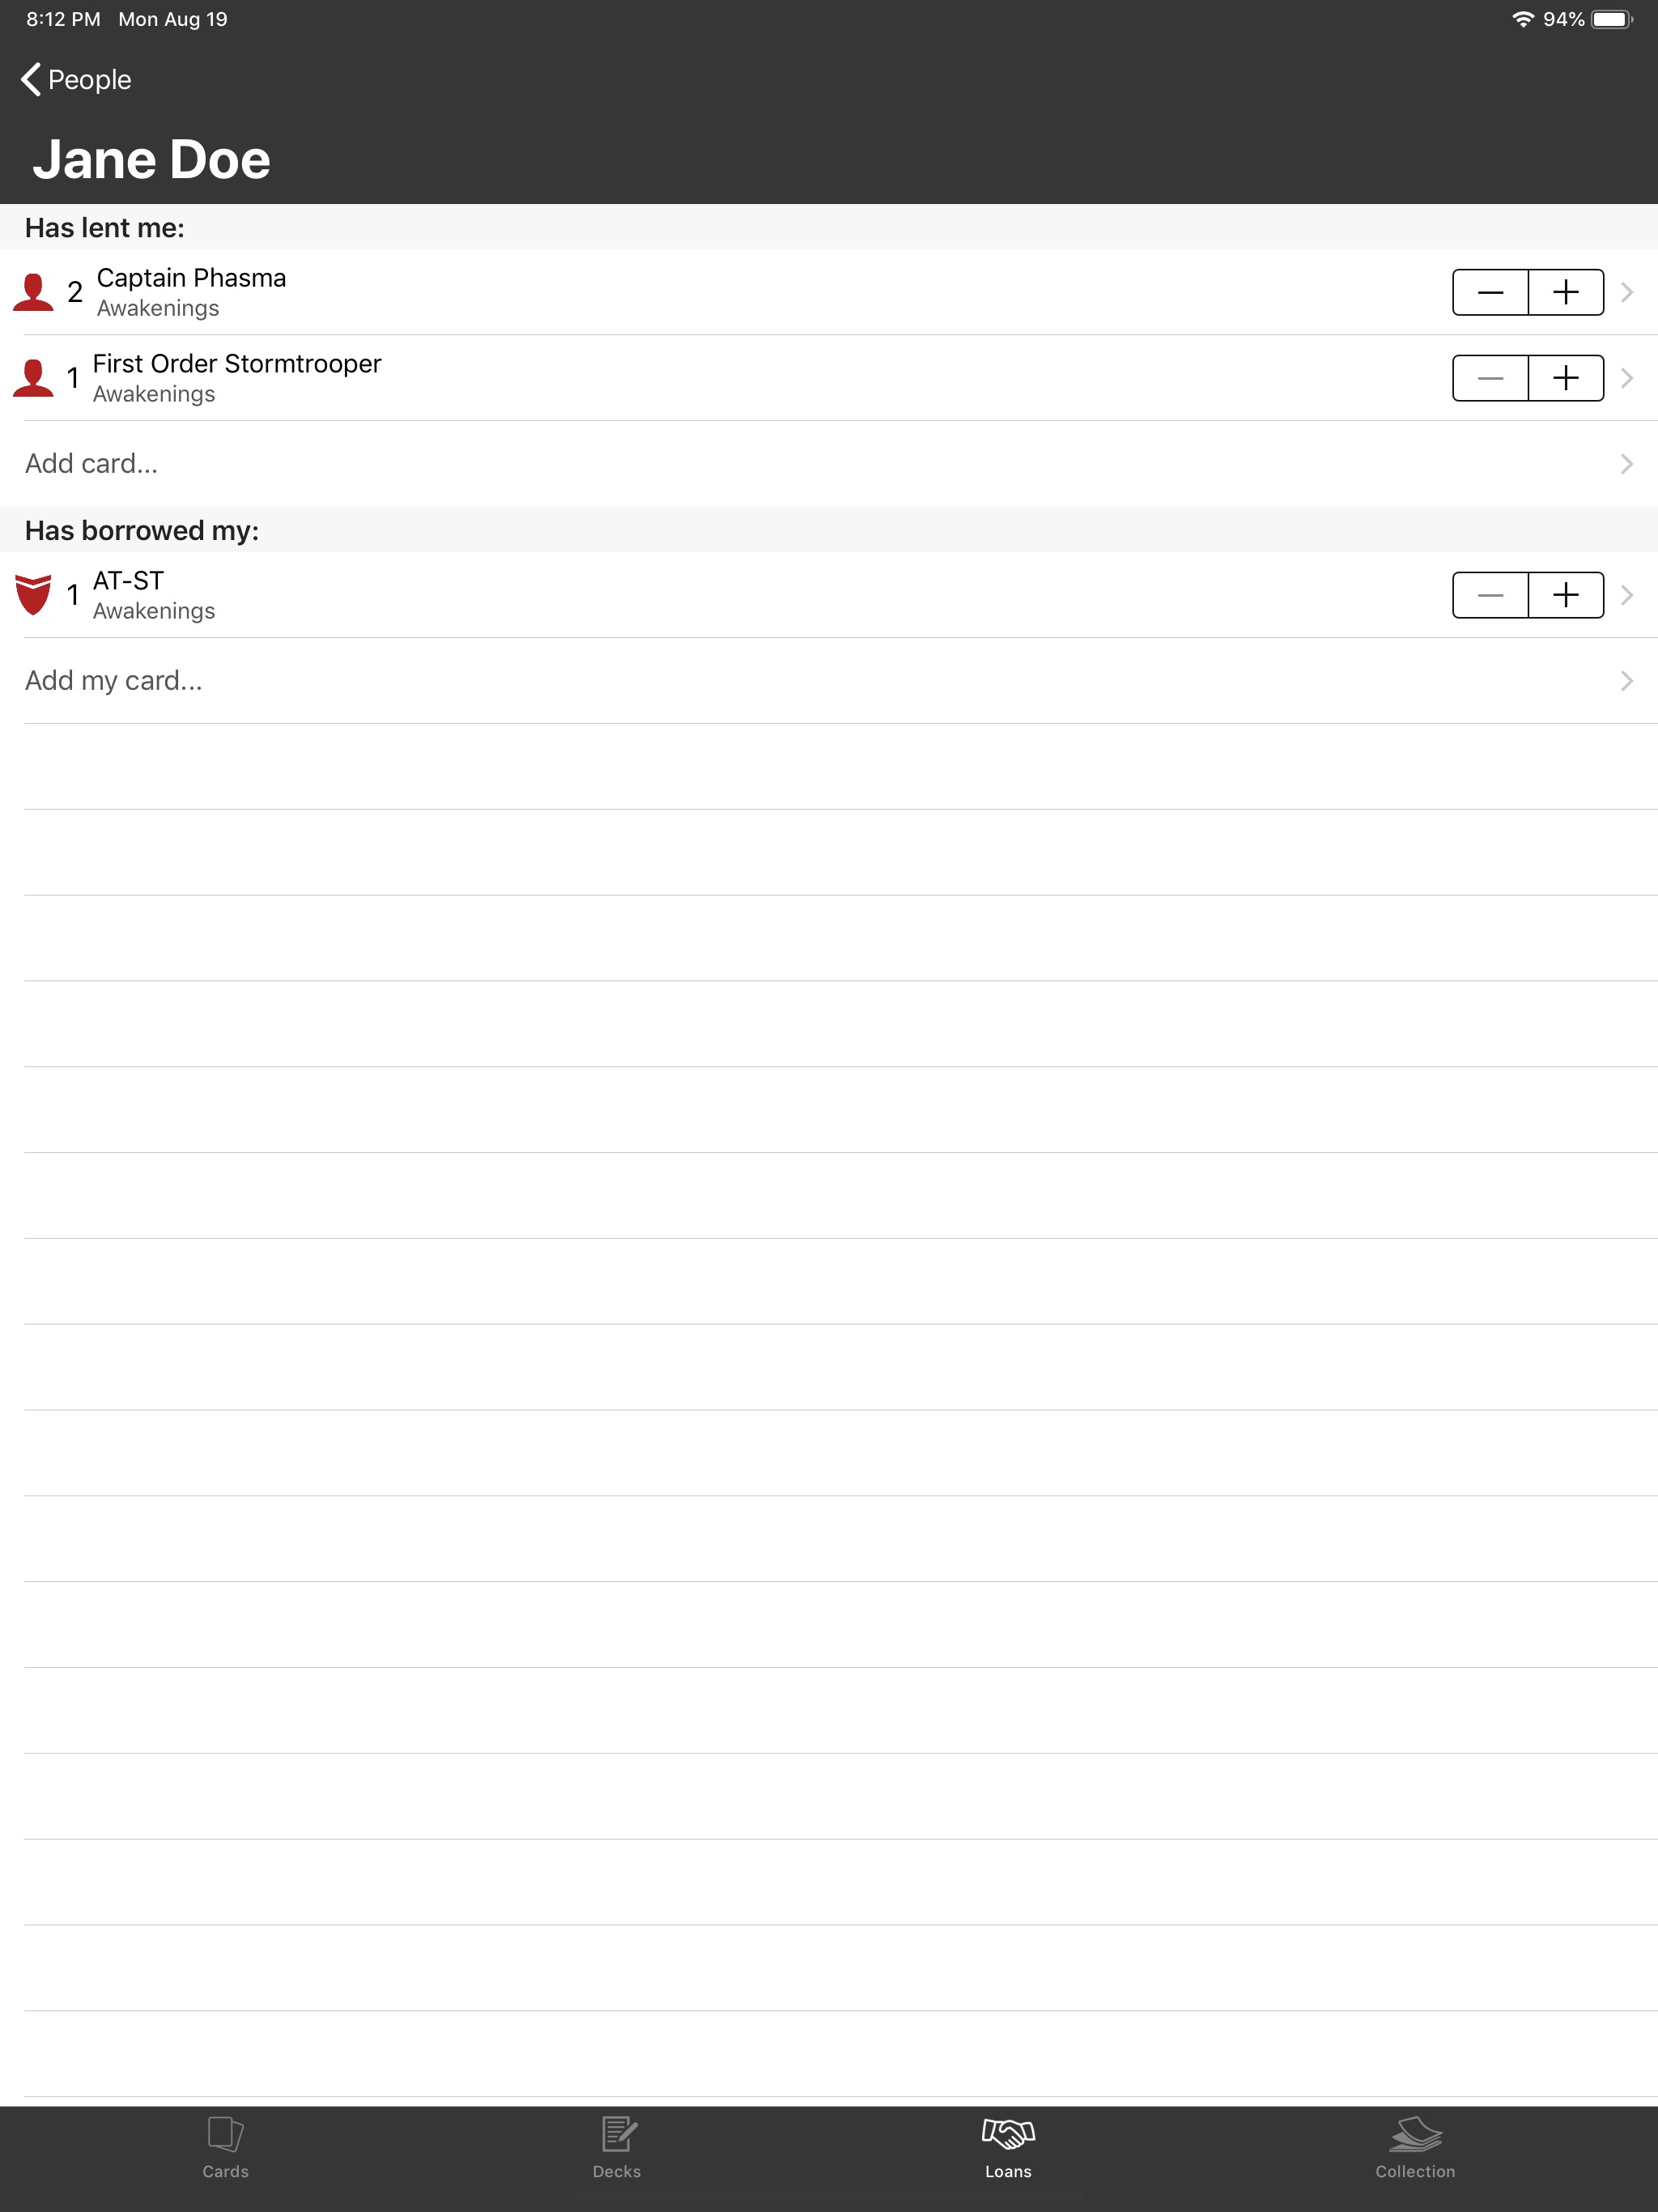 8:12 PM Mon Aug 19 94%
People
Jane Doe
Has lent me:
2 Captain Phasma
Awakenings
1 First Order Stormtrooper
Awakenings
Add card...
Has borrowed my:
1 AT-ST
Awakenings
Add my card...
Cards Decks Loans Collection